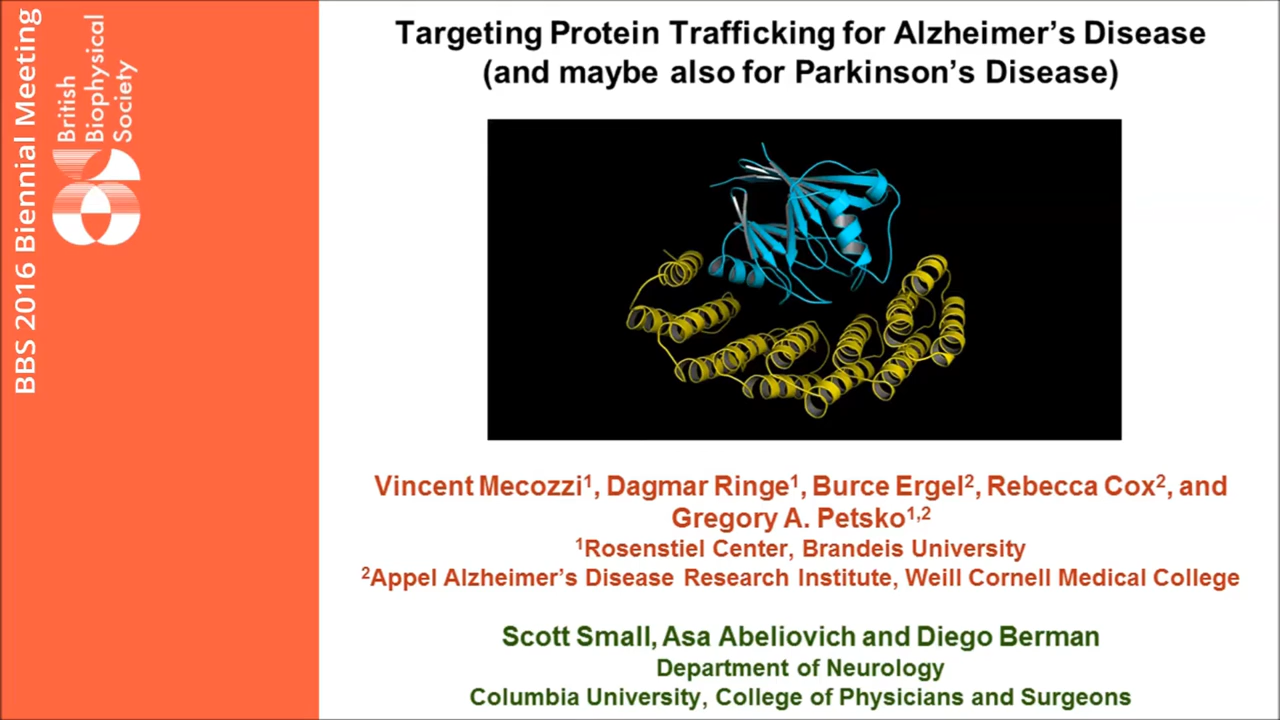 BBS 2016 Biennial Meeting
British
Biophysical
Society
Targeting Protein Trafficking for Alzheimer’s Disease
(and maybe also for Parkinson’s Disease)
Vincent Mecozzi¹, Dagmar Ringe¹, Burce Ergel², Rebecca Cox², and
Gregory A. Petsko¹,²
¹Rosenstiel Center, Brandeis University
²Appel Alzheimer’s Disease Research Institute, Weill Cornell Medical College
Scott Small, Asa Abeliovich and Diego Berman
Department of Neurology
Columbia University, College of Physicians and Surgeons